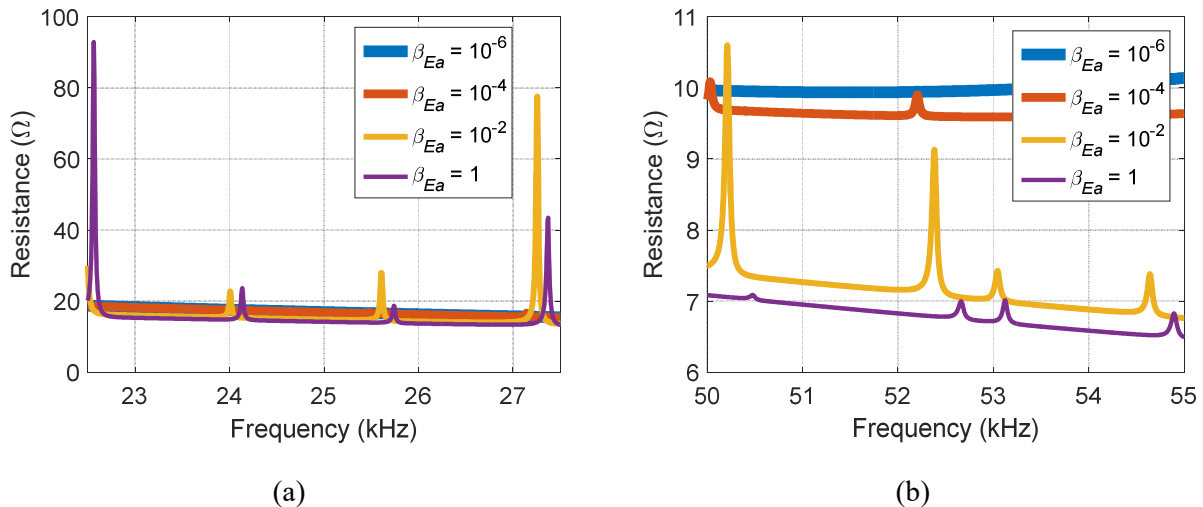 100
80
60
40
20
0
Resistance (Ω)
23 24 25 26 27
Frequency (kHz)
β_Ea = 10^-6
β_Ea = 10^-4
β_Ea = 10^-2
β_Ea = 1
(a)
11
10
9
8
7
6
Resistance (Ω)
50 51 52 53 54 55
Frequency (kHz)
β_Ea = 10^-6
β_Ea = 10^-4
β_Ea = 10^-2
β_Ea = 1
(b)